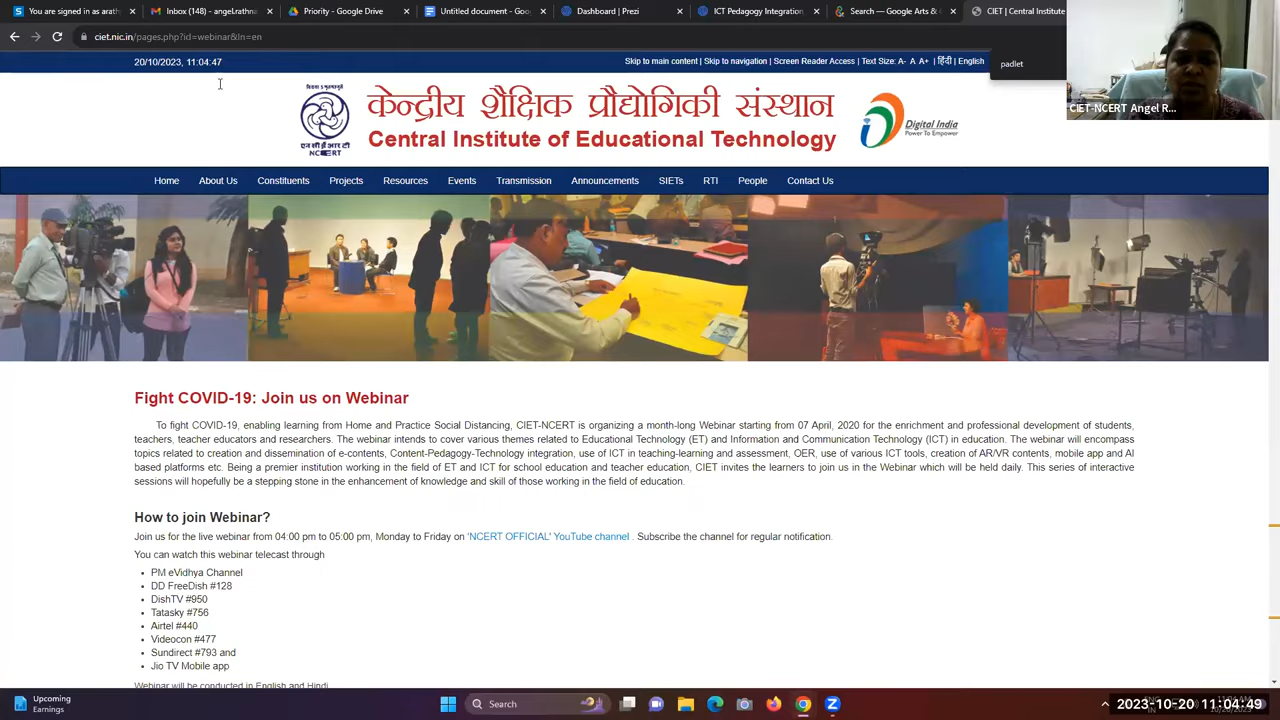 You are signed in as arath
Inbox (148) - angel.rathna
Priority - Google Drive
Untitled document - Goo
Dashboard | Prezi
ICT Pedagogy Integration
Search — Google Arts &
CIET | Central Institute
ciet.nic.in/pages.php?id=webinar&ln=en
padlet
CIET-NCERT Angel R...
20/10/2023, 11:04:47
Skip to main content | Skip to navigation | Screen Reader Access | Text Size: A- A A+ | हिंदी | English
केन्द्रीय शैक्षिक प्रौद्योगिकी संस्थान
Central Institute of Educational Technology
एन सी ई आर टी
NCERT
Digital India
Power To Empower
Home About Us Constituents Projects Resources Events Transmission Announcements SIETs RTI People Contact Us
Fight COVID-19: Join us on Webinar
To fight COVID-19, enabling learning from Home and Practice Social Distancing, CIET-NCERT is organizing a month-long Webinar starting from 07 April, 2020 for the enrichment and professional development of students,
teachers, teacher educators and researchers. The webinar intends to cover various themes related to Educational Technology (ET) and Information and Communication Technology (ICT) in education. The webinar will encompass
topics related to creation and dissemination of e-contents, Content-Pedagogy-Technology integration, use of ICT in teaching-learning and assessment, OER, use of various ICT tools, creation of AR/VR contents, mobile app and AI
based platforms etc. Being a premier institution working in the field of ET and ICT for school education and teacher education, CIET invites the learners to join us in the Webinar which will be held daily. This series of interactive
sessions will hopefully be a stepping stone in the enhancement of knowledge and skill of those working in the field of education.
How to join Webinar?
Join us for the live webinar from 04:00 pm to 05:00 pm, Monday to Friday on 'NCERT OFFICIAL' YouTube channel . Subscribe the channel for regular notification.
You can watch this webinar telecast through
PM eVidhya Channel
DD FreeDish #128
DishTV #950
Tatasky #756
Airtel #440
Videocon #477
Sundirect #793 and
Jio TV Mobile app
Webinar will be conducted in English and Hindi
Upcoming
Earnings
Search
2023-10-20 11:04:49